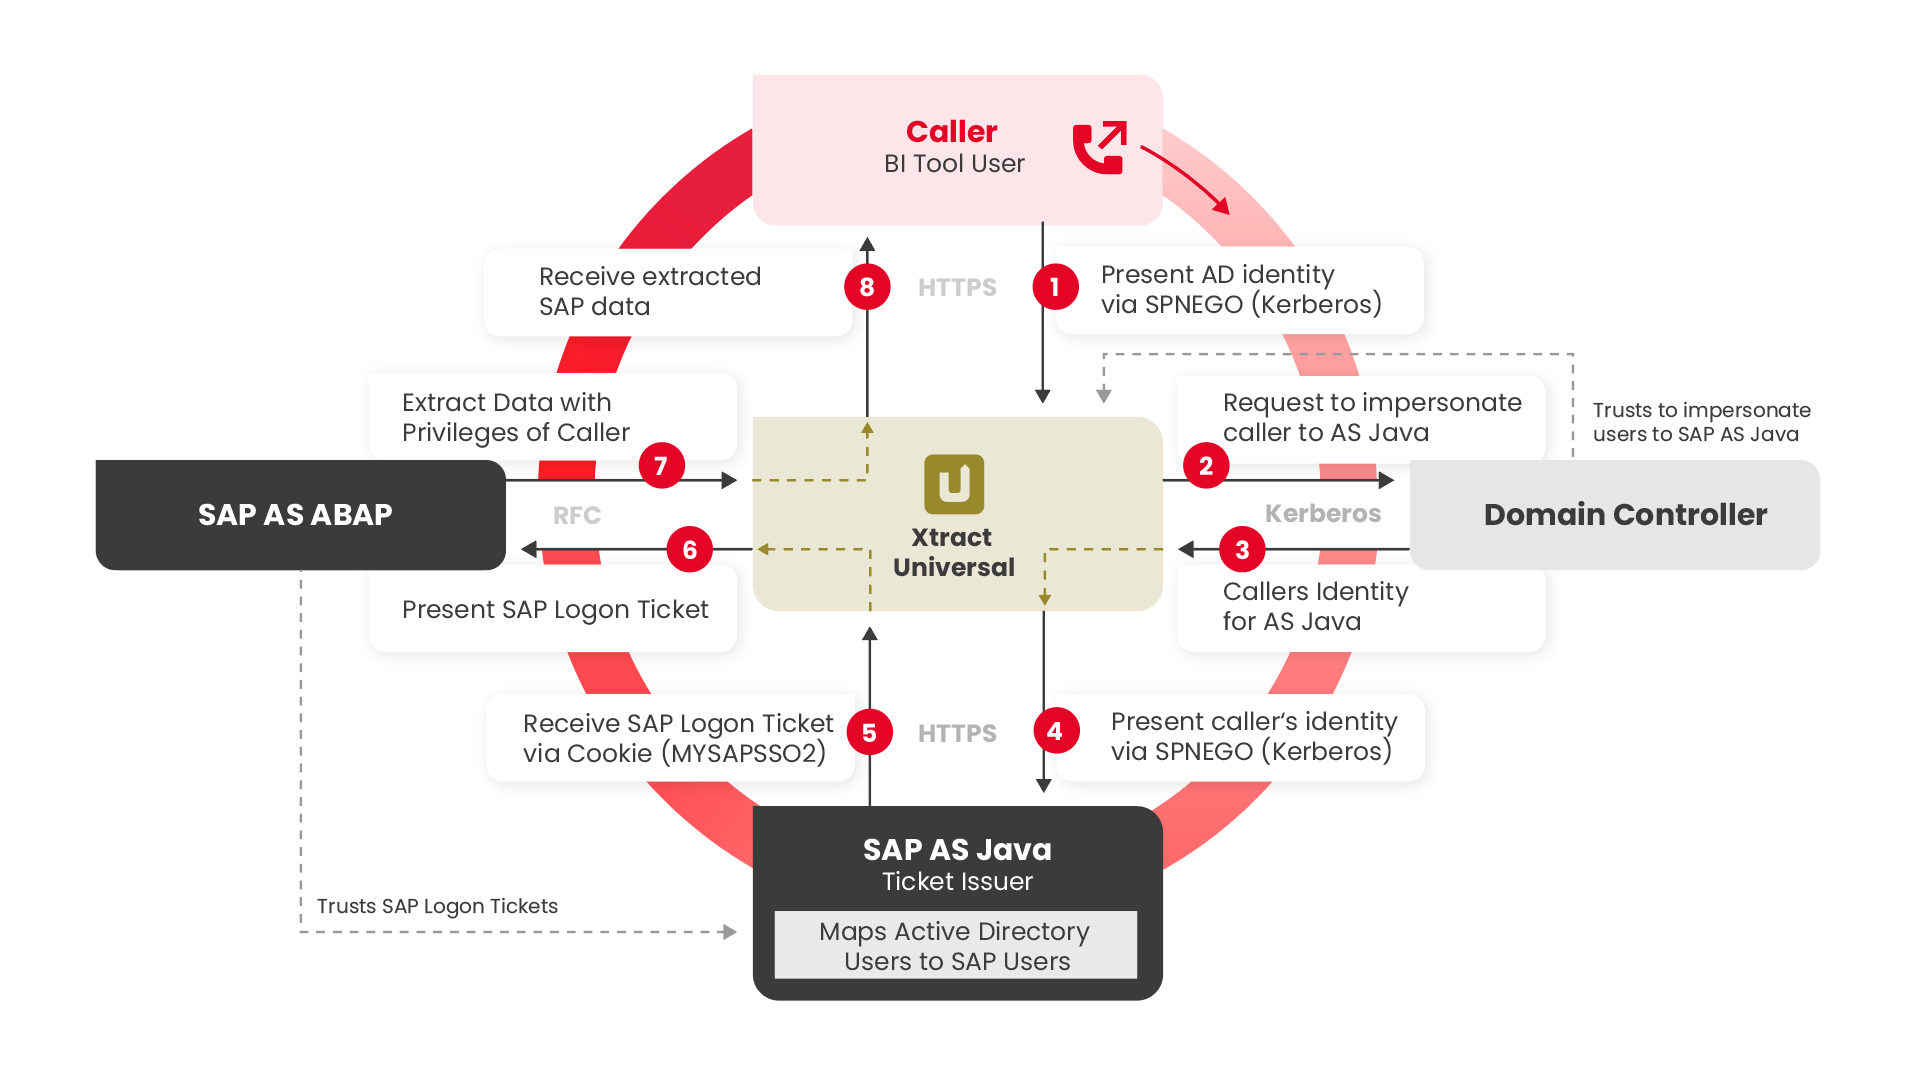 Caller
BI Tool User
Receive extracted
SAP data
8
HTTPS
1
Present AD identity
via SPNEGO (Kerberos)
Extract Data with
Privileges of Caller
7
Request to impersonate
caller to AS Java
2
Trusts to impersonate
users to SAP AS Java
SAP AS ABAP
RFC
Xtract
Universal
Kerberos
Domain Controller
6
Present SAP Logon Ticket
3
Callers Identity
for AS Java
Receive SAP Logon Ticket
via Cookie (MYSAPSSO2)
5
HTTPS
4
Present caller‘s identity
via SPNEGO (Kerberos)
SAP AS Java
Ticket Issuer
Maps Active Directory
Users to SAP Users
Trusts SAP Logon Tickets